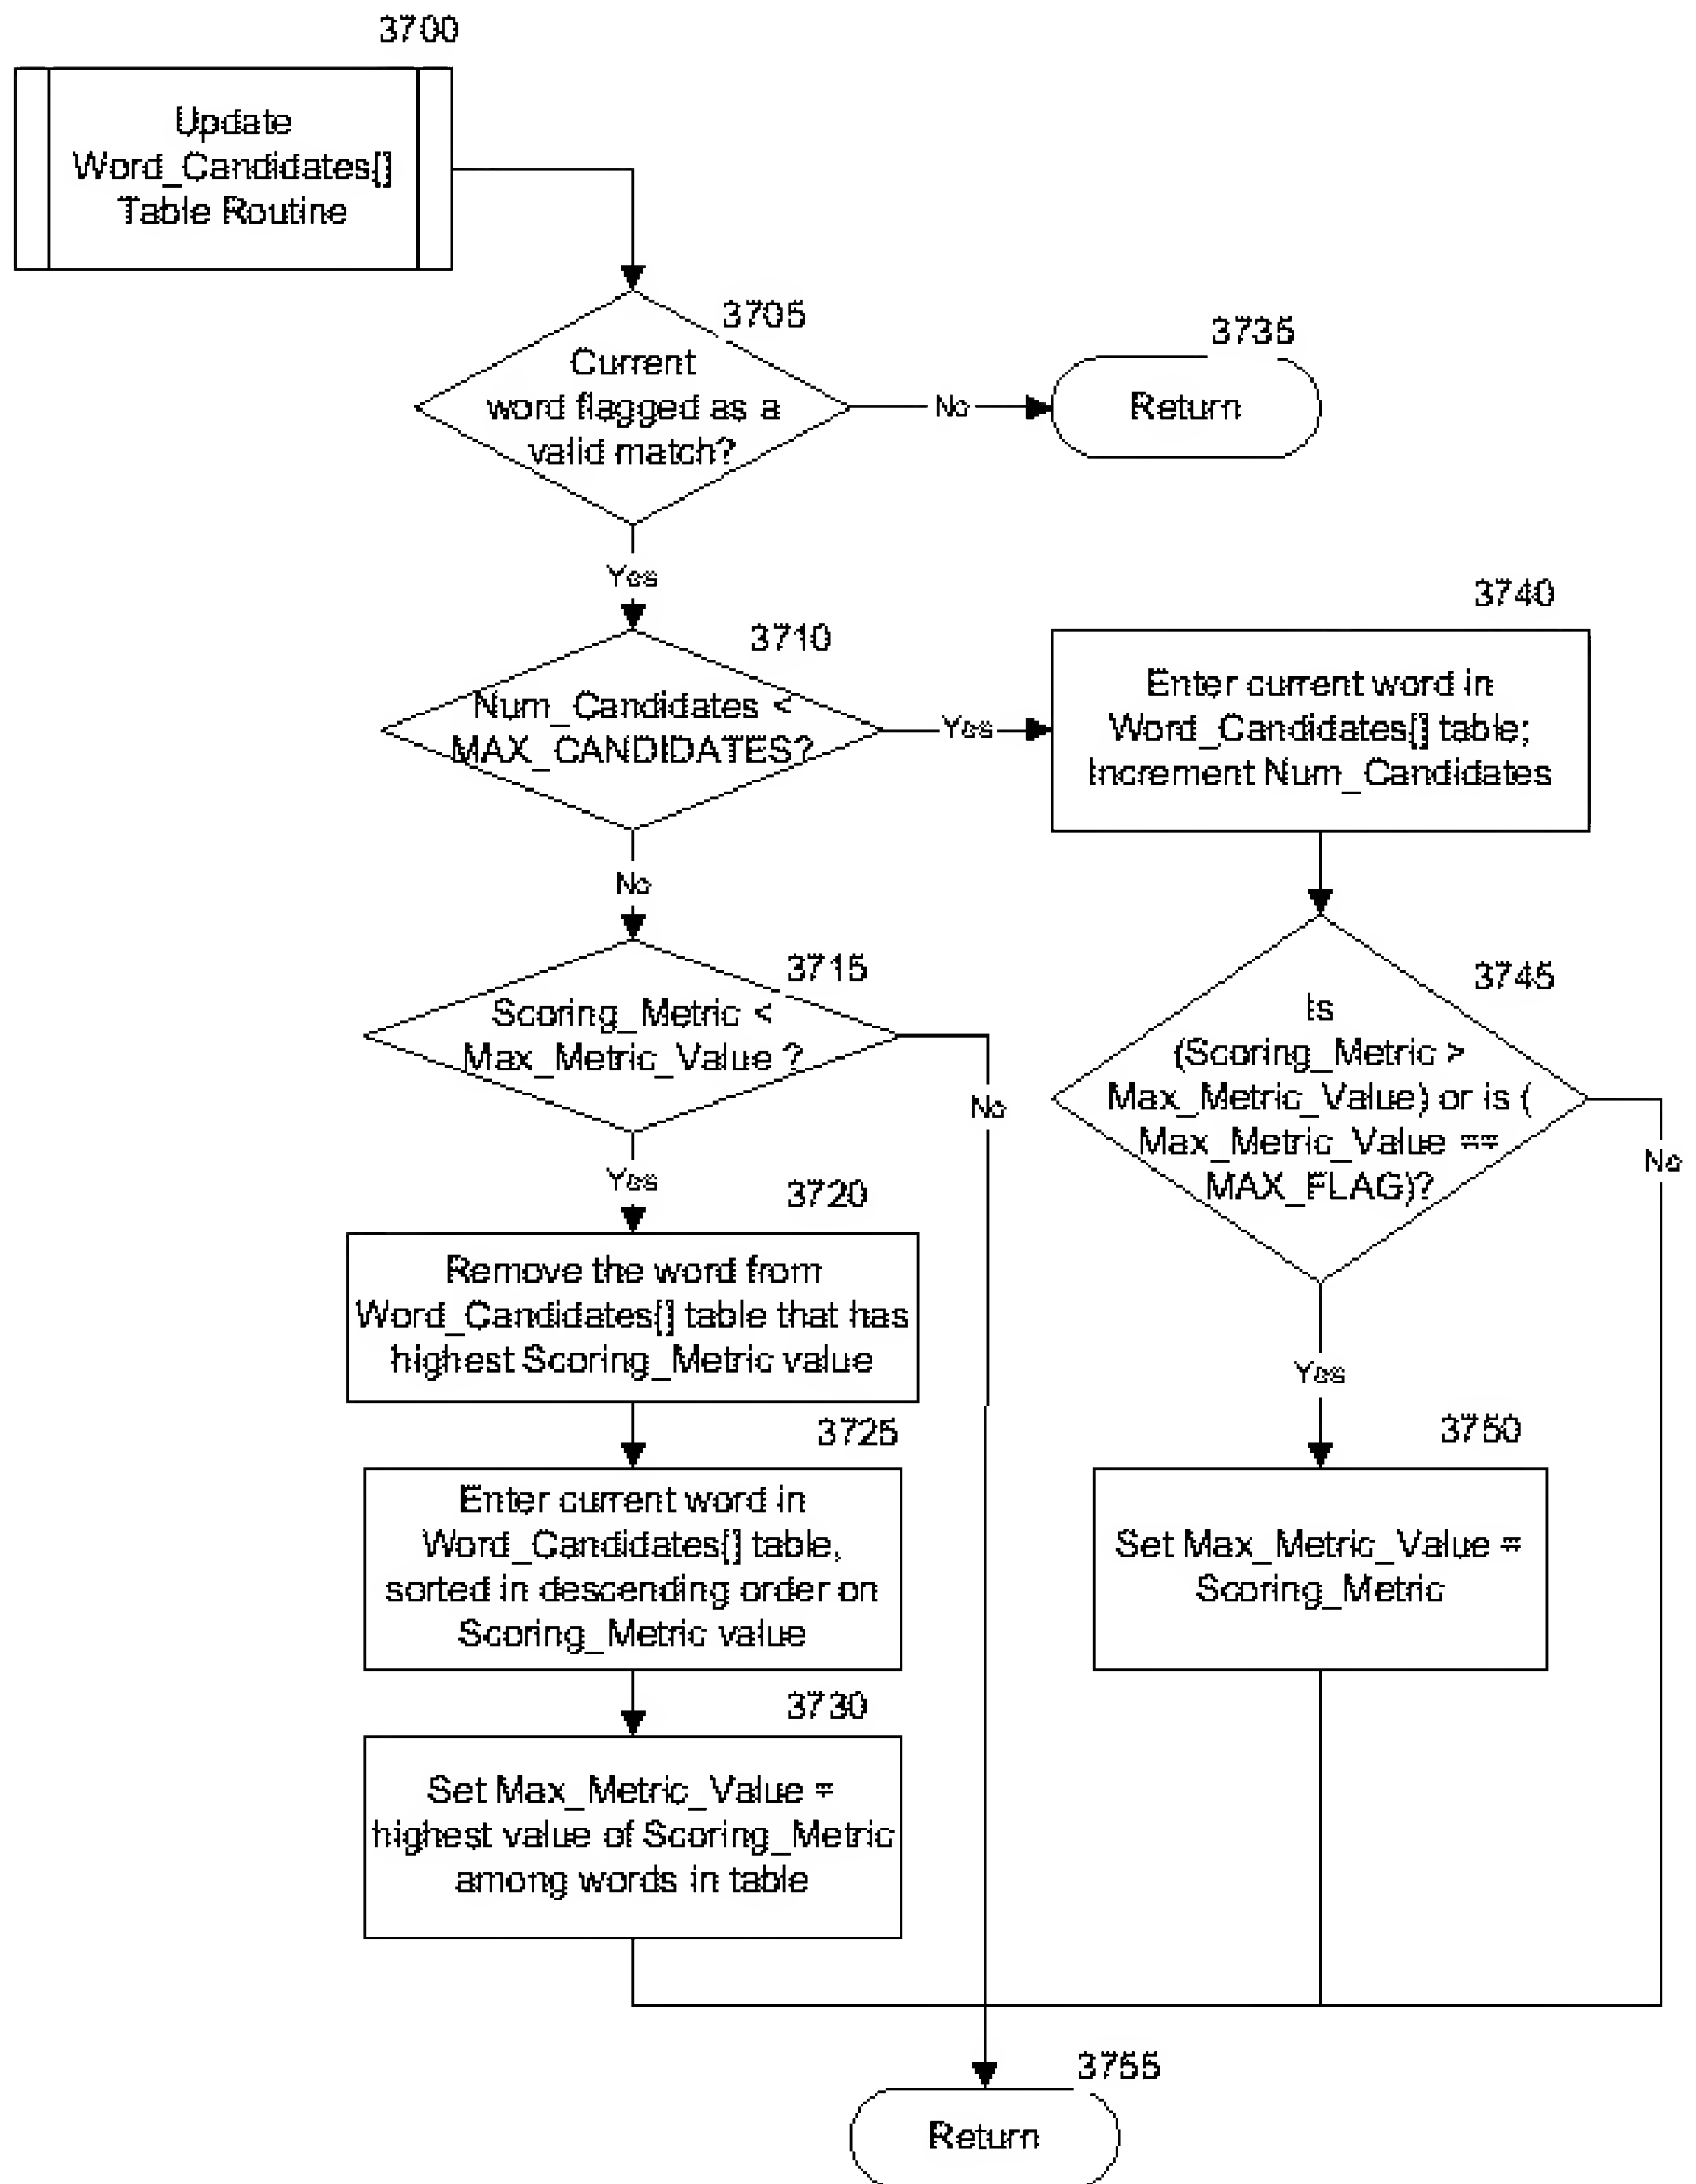 3700
Update
Word_Candidates[]
Table Routine
3705
Current
word flagged as a
valid match?
No
3735
Return
Yes
3710
Num_Candidates <
MAX_CANDIDATES?
Yes
3740
Enter current word in
Word_Candidates[] table;
Increment Num_Candidates
No
3715
Scoring_Metric <
Max_Metric_Value ?
No
3745
Is
(Scoring_Metric >
Max_Metric_Value) or is (
Max_Metric_Value ==
MAX_FLAG)?
No
Yes
3720
Remove the word from
Word_Candidates[] table that has
highest Scoring_Metric value
Yes
3725
Enter current word in
Word_Candidates[] table,
sorted in descending order on
Scoring_Metric value
3750
Set Max_Metric_Value =
Scoring_Metric
3730
Set Max_Metric_Value =
highest value of Scoring_Metric
among words in table
3755
Return